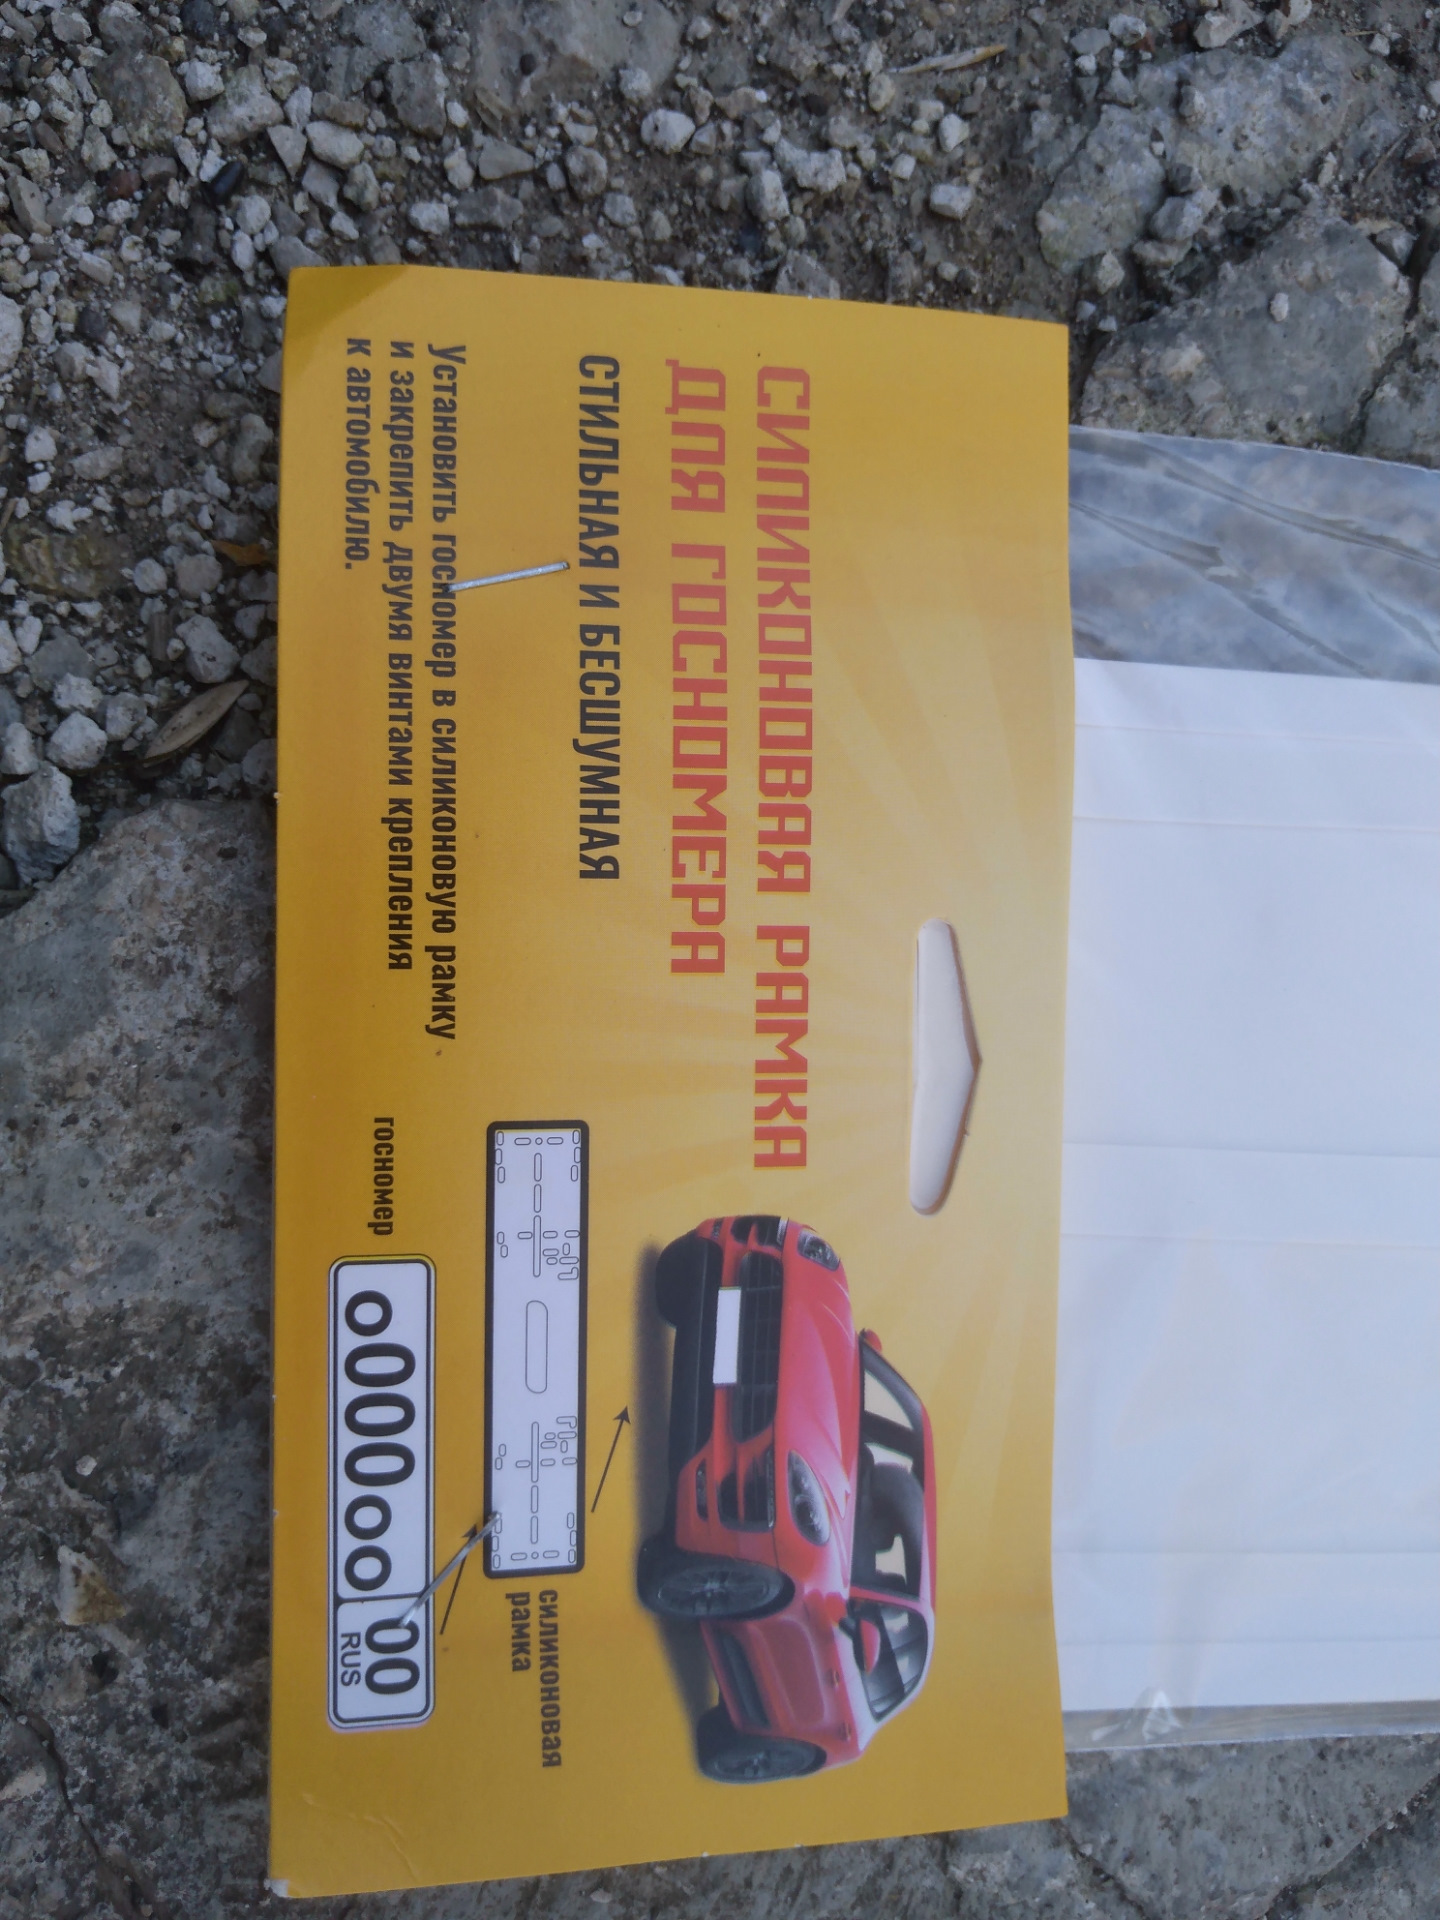 СИЛИКОНОВАЯ РАМКА
ДЛЯ ГОСНОМЕРА
СТИЛЬНАЯ И БЕСШУМНАЯ
Установить госномер в силиконовую рамку
и закрепить двумя винтами крепления
к автомобилю.
силиконовая
рамка
госномер
о000оо 00
RUS